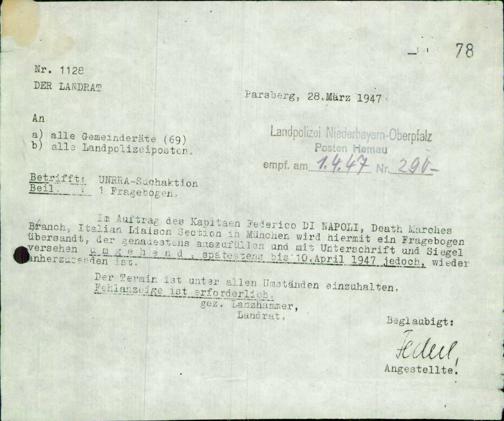 78
Nr. 1128
DER LANDRAT
Parsberg, 28.März 1947
An
a) alle Gemeinderäte (69)
b) alle Landpolizeiposten.
Landpolizei Niederbayern-Oberpfalz
Posten Hemau
empf. am 1.4.47 Nr. 290-
Betrifft: UNRRA-Suchaktion
Beil. : 1 Fragebogen.
Im Auftrag des Kapitaen Federico DI NAPOLI, Death Marches
Branch, Italian Liaison Section in München wird hiermit ein Fragebogen
übersandt, der genauestens auszufüllen und mit Unterschrift und Siegel
versehen u m g e h e n d , spätestens bis 10.April 1947 jedoch, wieder
anherzusenden ist.
Der Termin ist unter allen Umständen einzuhalten.
Fehlanzeige ist erforderlich.
gez. Lanzhammer,
Landrat.
Beglaubigt:
Angestellte.